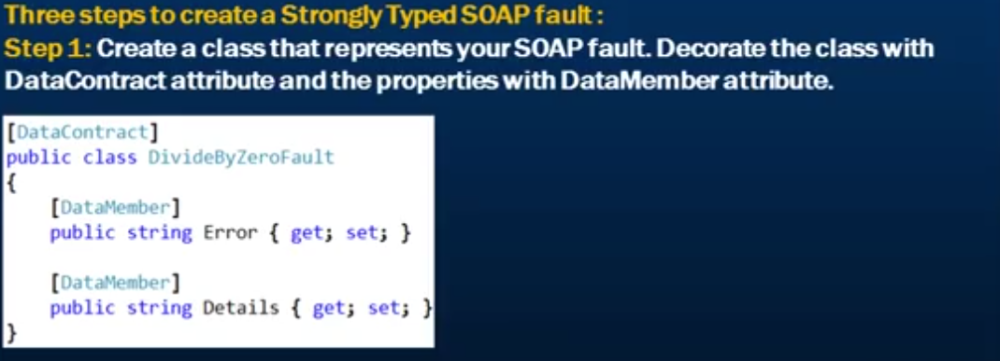 Three steps to create a Strongly Typed SOAP fault :
Step 1: Create a class that represents your SOAP fault. Decorate the class with
DataContract attribute and the properties with DataMember attribute.
[DataContract]
public class DivideByZeroFault
{
    [DataMember]
    public string Error { get; set; }

    [DataMember]
    public string Details { get; set; }
}